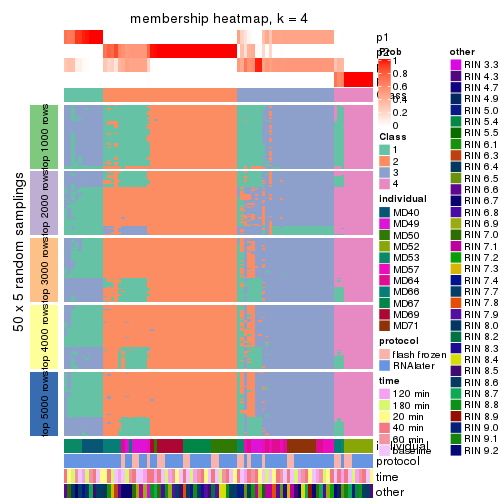 membership heatmap, k = 4
p1
p2
Prob
1
0.8
0.6
0.4
0.2
0
Class
1
2
3
4
Individual
MD40
MD49
MD50
MD52
MD53
MD57
MD64
MD66
MD67
MD69
MD71
protocol
flash frozen
RNAlater
time
120 min
180 min
20 min
40 min
60 min
baseline
other
RIN 3.3
RIN 4.3
RIN 4.7
RIN 4.9
RIN 5.0
RIN 5.4
RIN 5.5
RIN 6.1
RIN 6.3
RIN 6.4
RIN 6.5
RIN 6.6
RIN 6.7
RIN 6.8
RIN 6.9
RIN 7.0
RIN 7.1
RIN 7.2
RIN 7.3
RIN 7.4
RIN 7.7
RIN 7.8
RIN 7.9
RIN 8.0
RIN 8.2
RIN 8.3
RIN 8.4
RIN 8.5
RIN 8.6
RIN 8.7
RIN 8.8
RIN 8.9
RIN 9.0
RIN 9.1
RIN 9.2
50 x 5 random samplings
top 1000 rows
top 2000 rows
top 3000 rows
top 4000 rows
top 5000 rows
protocol
time
other